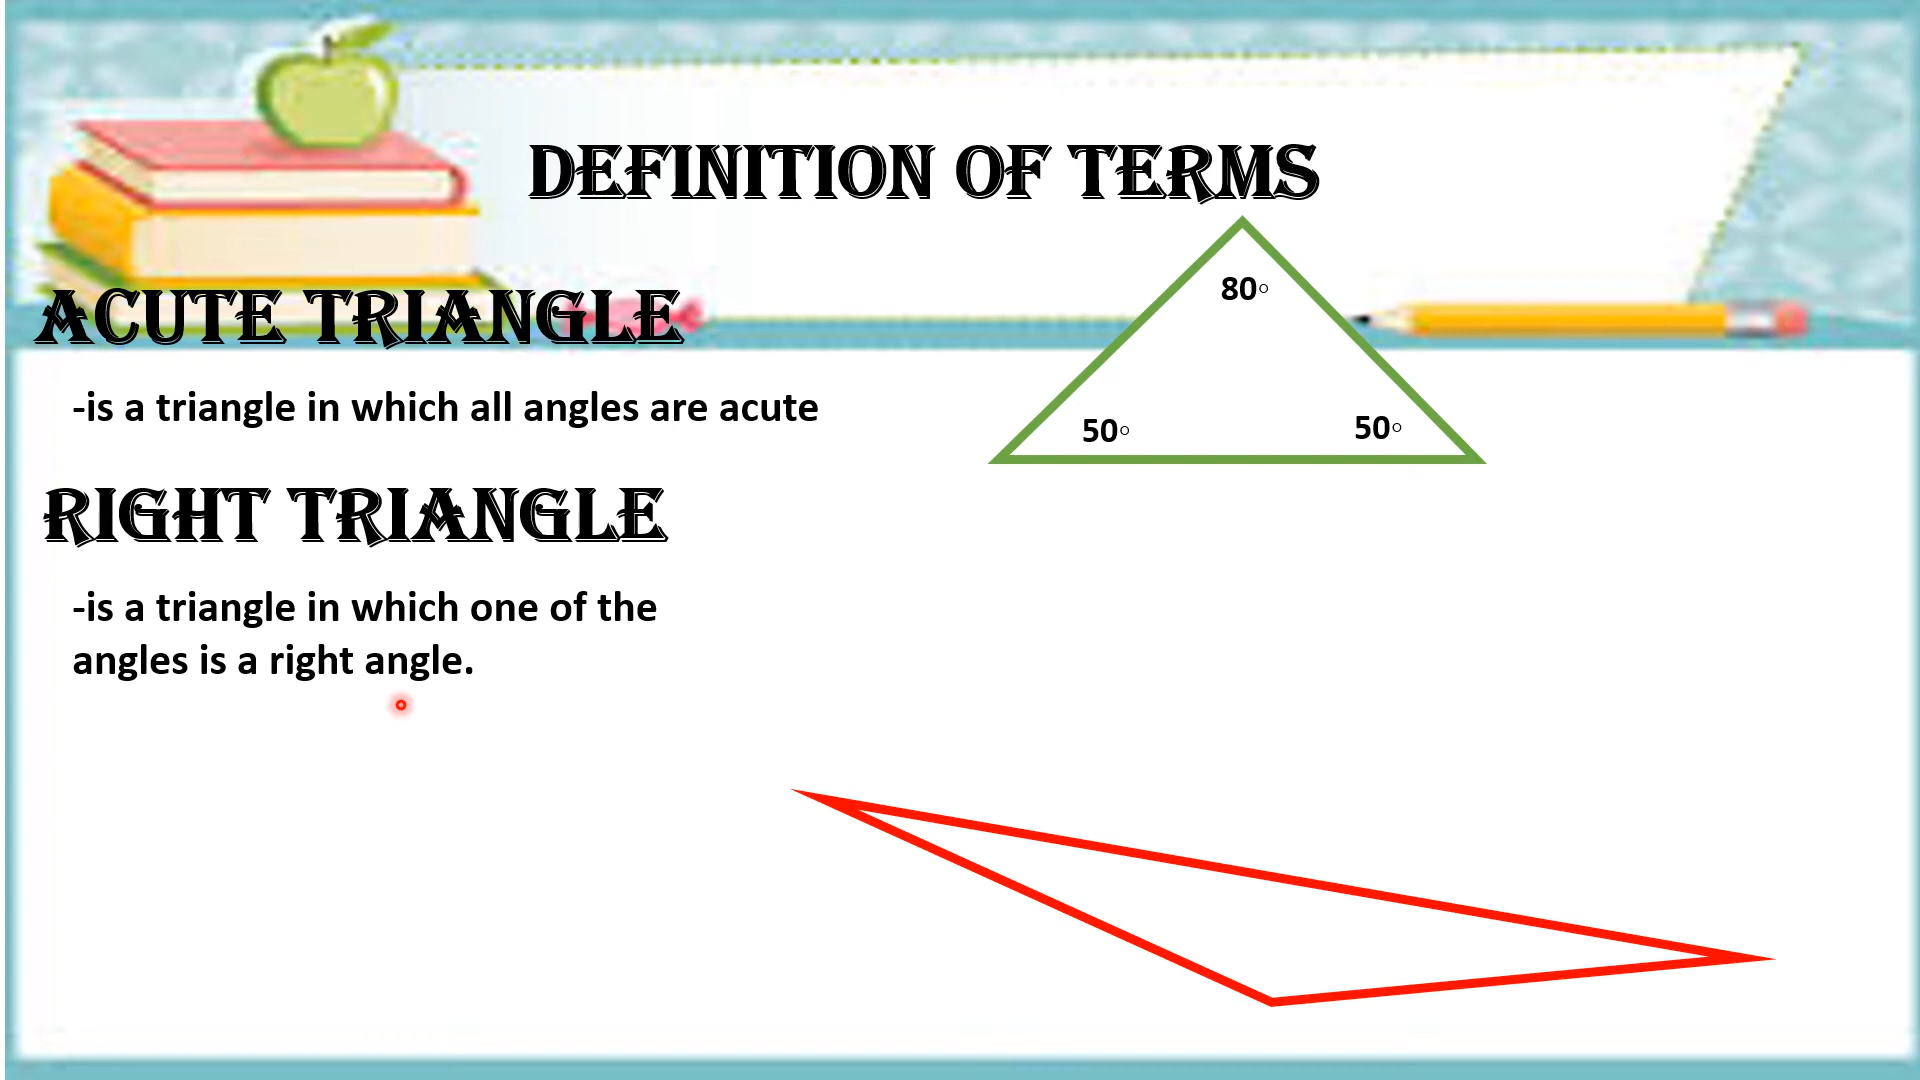 DEFINITION OF TERMS
ACUTE TRIANGLE
-is a triangle in which all angles are acute
80°
50°
50°
RIGHT TRIANGLE
-is a triangle in which one of the
angles is a right angle.